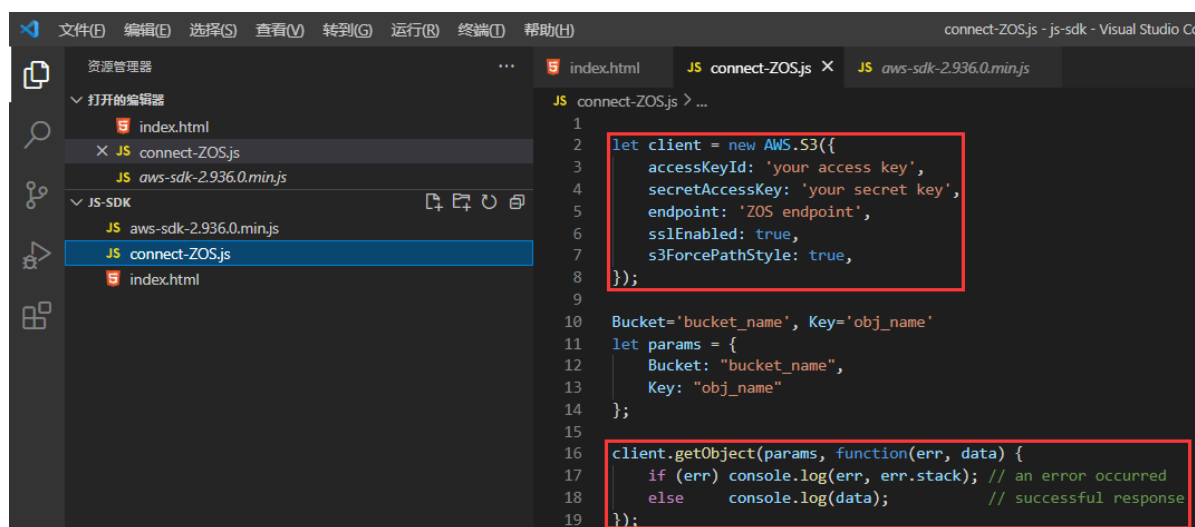 文件(F) 编辑(E) 选择(S) 查看(V) 转到(G) 运行(R) 终端(T) 帮助(H) connect-ZOS.js - js-sdk - Visual Studio
资源管理器 ...
打开的编辑器
index.html
JS connect-ZOS.js
JS aws-sdk-2.936.0.min.js
JS-SDK
JS aws-sdk-2.936.0.min.js
JS connect-ZOS.js
index.html
index.html JS connect-ZOS.js JS aws-sdk-2.936.0.min.js
JS connect-ZOS.js > ...
1
2 let client = new AWS.S3({
3 accessKeyId: 'your access key',
4 secretAccessKey: 'your secret key',
5 endpoint: 'ZOS endpoint',
6 sslEnabled: true,
7 s3ForcePathStyle: true,
8 });
9
10 Bucket='bucket_name', Key='obj_name'
11 let params = {
12 Bucket: "bucket_name",
13 Key: "obj_name"
14 };
15
16 client.getObject(params, function(err, data) {
17 if (err) console.log(err, err.stack); // an error occurred
18 else console.log(data); // successful response
19 });